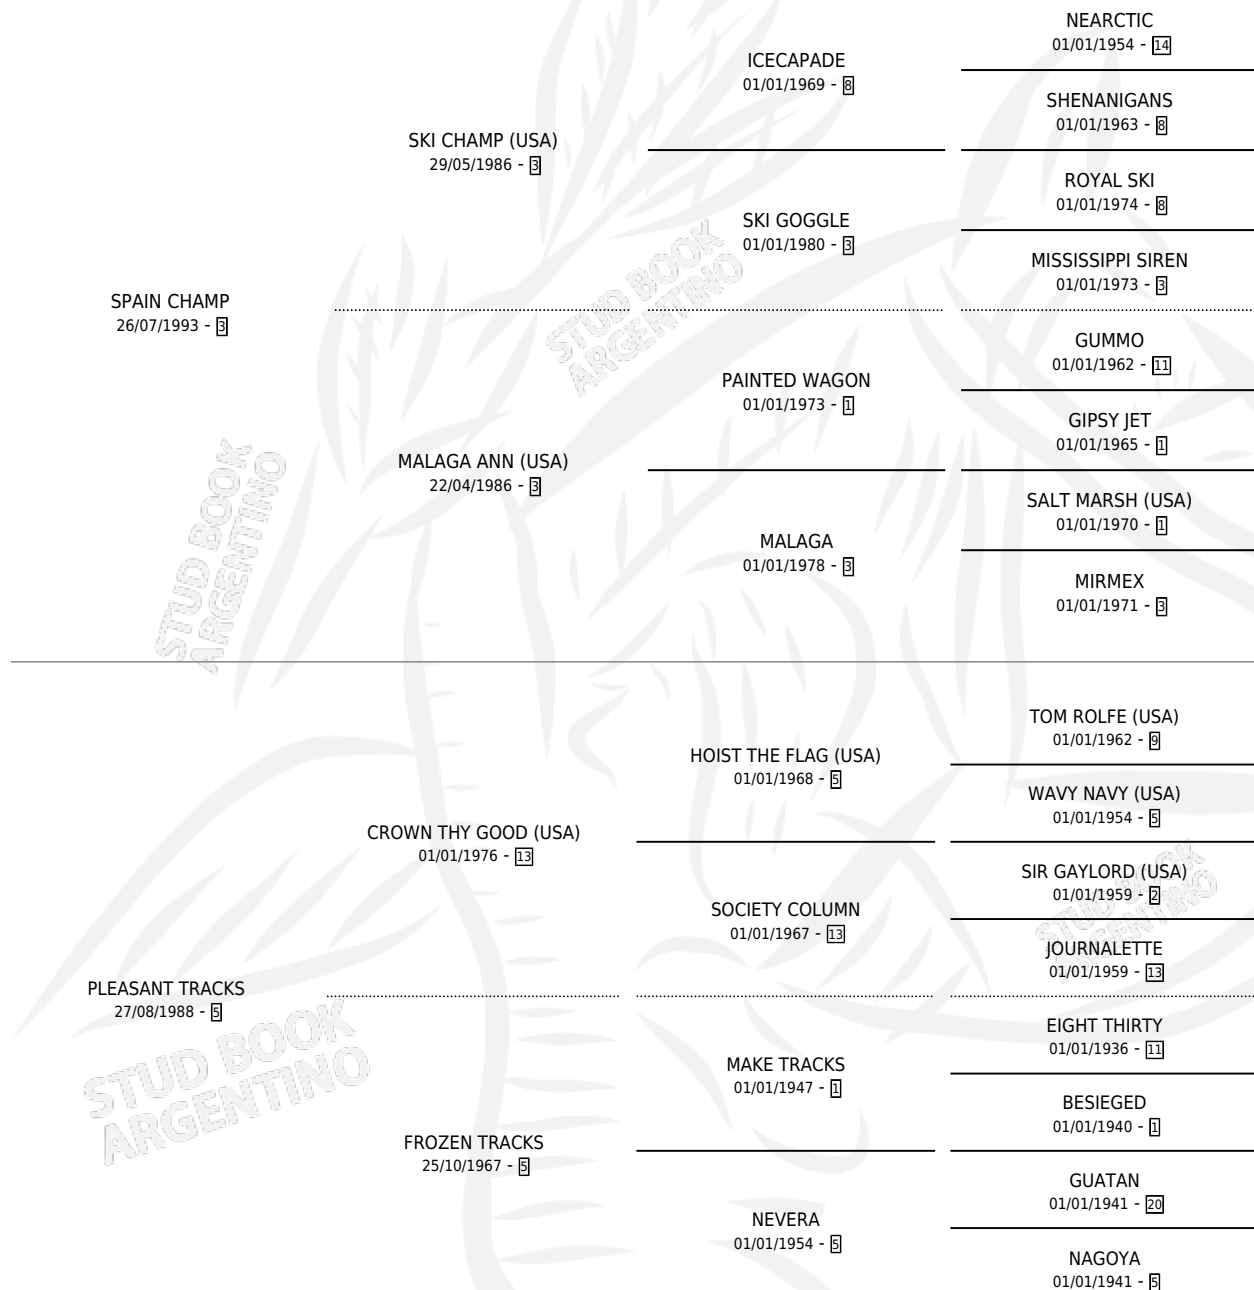 NEARCTIC
01/01/1954 - 14
ICECAPADE
01/01/1969 - 8
SHENANIGANS
01/01/1963 - 8
SKI CHAMP (USA)
29/05/1986 - 3
ROYAL SKI
01/01/1974 - 8
SKI GOGGLE
01/01/1980 - 3
MISSISSIPPI SIREN
01/01/1973 - 3
SPAIN CHAMP
26/07/1993 - 3
GUMMO
01/01/1962 - 11
PAINTED WAGON
01/01/1973 - 1
GIPSY JET
01/01/1965 - 1
MALAGA ANN (USA)
22/04/1986 - 3
SALT MARSH (USA)
01/01/1970 - 1
MALAGA
01/01/1978 - 3
MIRMEX
01/01/1971 - 3
TOM ROLFE (USA)
01/01/1962 - 9
HOIST THE FLAG (USA)
01/01/1968 - 5
WAVY NAVY (USA)
01/01/1954 - 5
CROWN THY GOOD (USA)
01/01/1976 - 13
SIR GAYLORD (USA)
01/01/1959 - 2
SOCIETY COLUMN
01/01/1967 - 13
JOURNALETTE
01/01/1959 - 13
PLEASANT TRACKS
27/08/1988 - 5
EIGHT THIRTY
01/01/1936 - 11
MAKE TRACKS
01/01/1947 - 1
BESIEGED
01/01/1940 - 1
FROZEN TRACKS
25/10/1967 - 5
GUATAN
01/01/1941 - 20
NEVERA
01/01/1954 - 5
NAGOYA
01/01/1941 - 5
STUD BOOK
ARGENTINO
STUD BOOK
ARGENTINO
STUD BOOK
ARGENTINO
STUD BOOK
ARGENTINO